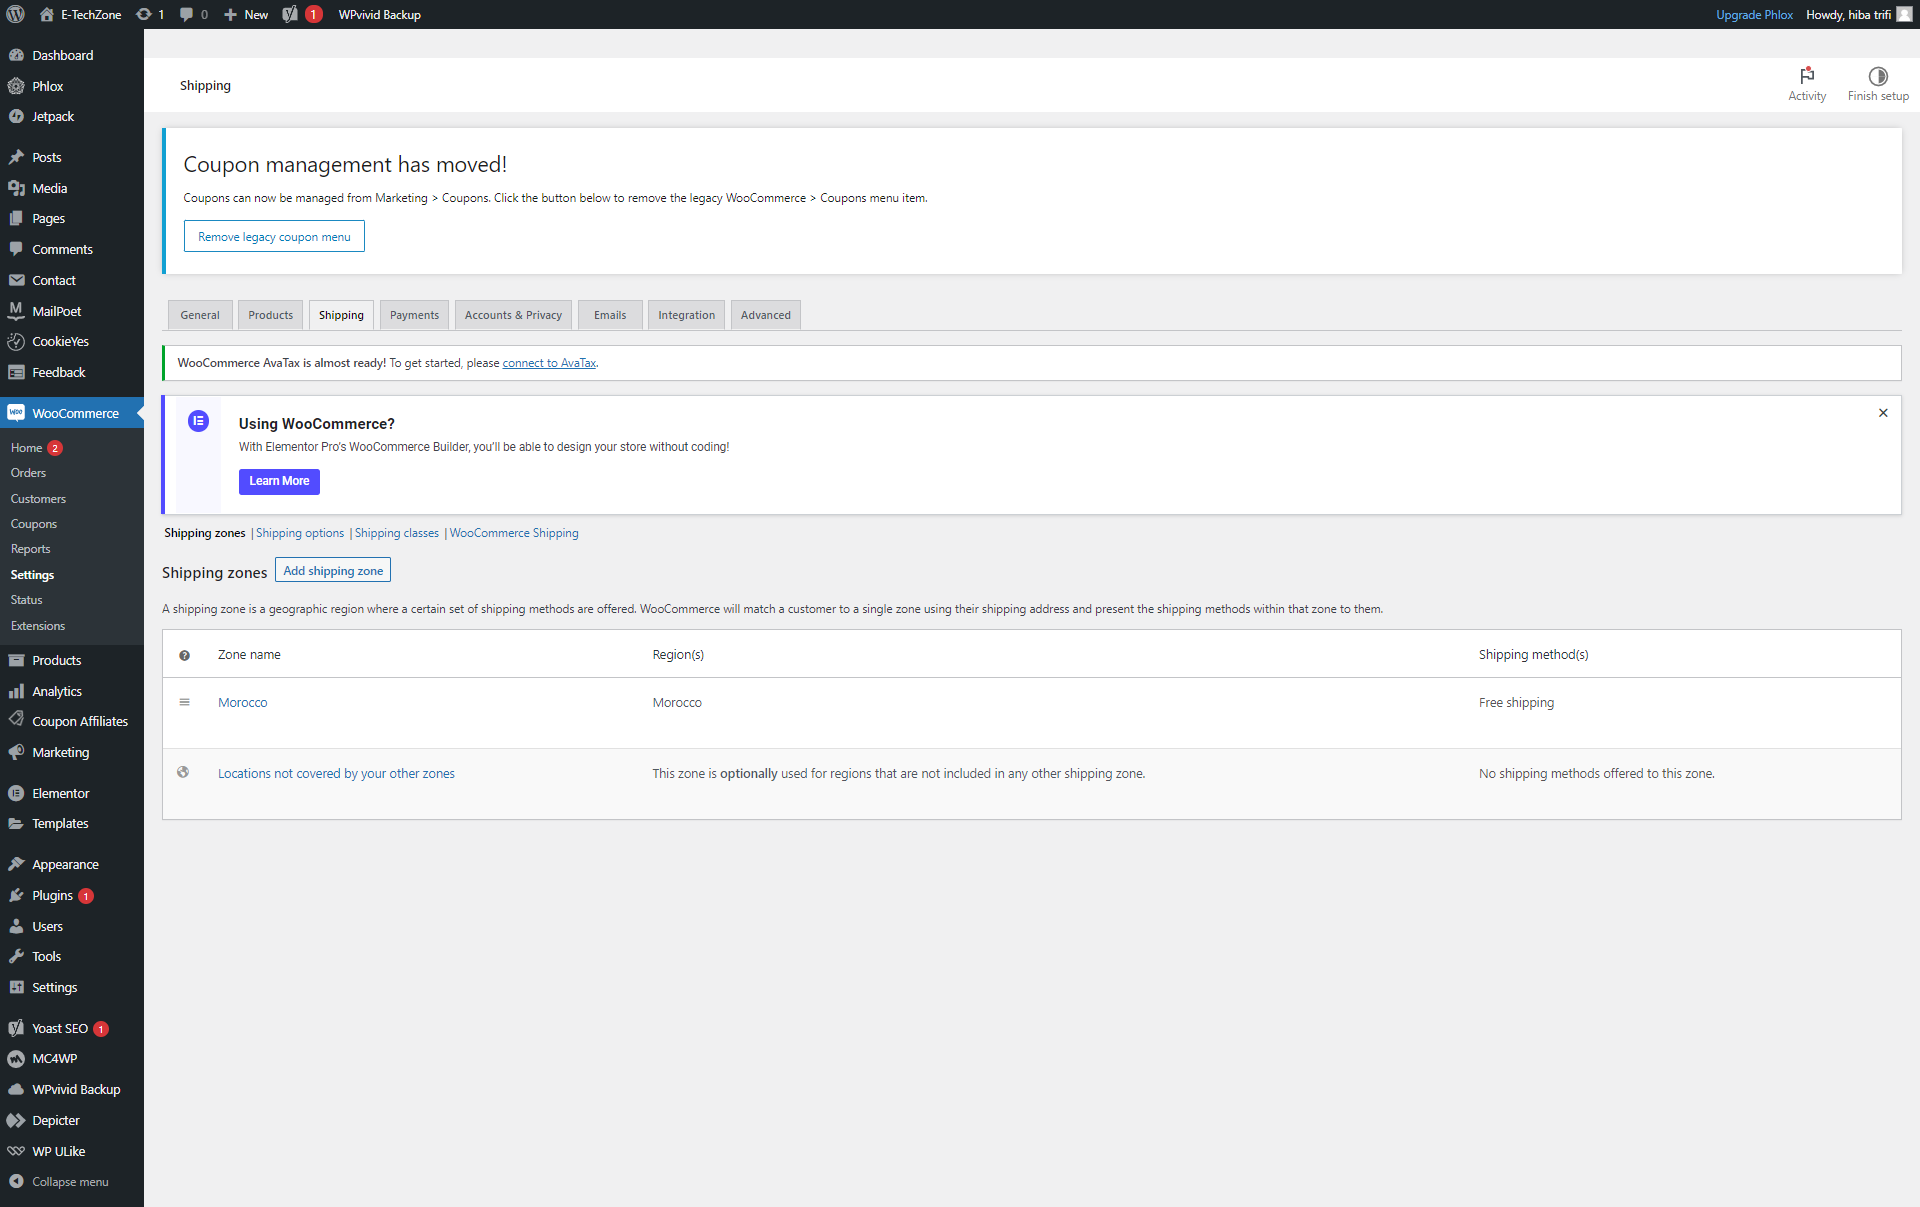 E-TechZone 1 0 New 1 WPvivid Backup Upgrade Phlox Howdy, hiba trifi
Dashboard
Phlox
Jetpack
Posts
Media
Pages
Comments
Contact
MailPoet
CookieYes
Feedback
WooCommerce
Home 2
Orders
Customers
Coupons
Reports
Settings
Status
Extensions
Products
Analytics
Coupon Affiliates
Marketing
Elementor
Templates
Appearance
Plugins 1
Users
Tools
Settings
Yoast SEO 1
MC4WP
WPvivid Backup
Depicter
WP ULike
Collapse menu
Shipping
Activity
Finish setup
Coupon management has moved!
Coupons can now be managed from Marketing > Coupons. Click the button below to remove the legacy WooCommerce > Coupons menu item.
Remove legacy coupon menu
General Products Shipping Payments Accounts & Privacy Emails Integration Advanced
WooCommerce AvaTax is almost ready! To get started, please connect to AvaTax.
Using WooCommerce?
With Elementor Pro's WooCommerce Builder, you'll be able to design your store without coding!
Learn More
Shipping zones | Shipping options | Shipping classes | WooCommerce Shipping
Shipping zones Add shipping zone
A shipping zone is a geographic region where a certain set of shipping methods are offered. WooCommerce will match a customer to a single zone using their shipping address and present the shipping methods within that zone to them.
Zone name Region(s) Shipping method(s)
Morocco Morocco Free shipping
Locations not covered by your other zones This zone is optionally used for regions that are not included in any other shipping zone. No shipping methods offered to this zone.